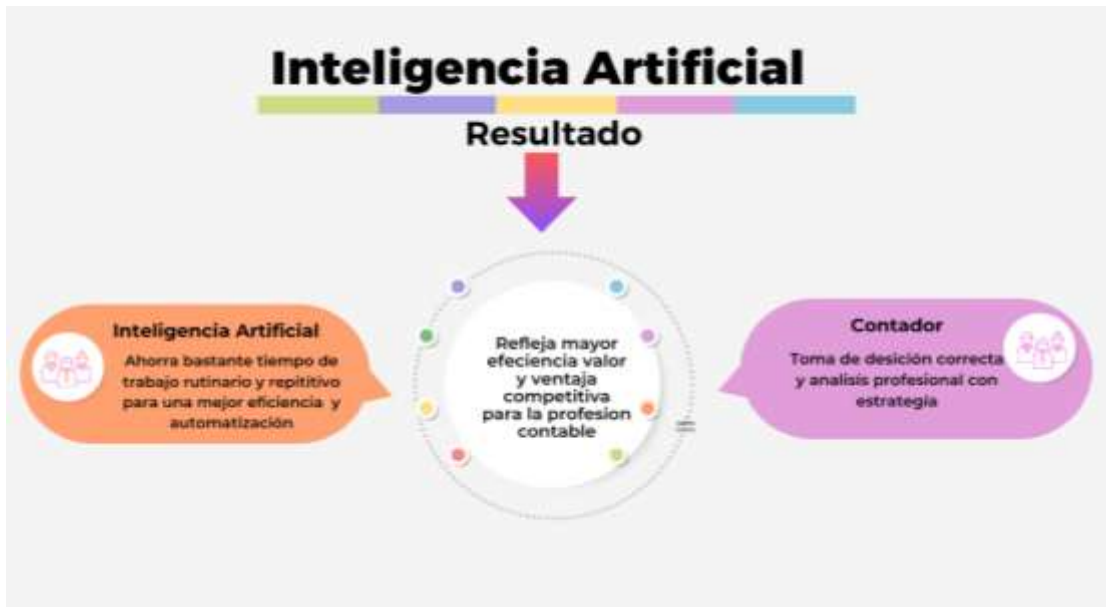 Inteligencia Artificial
Resultado
Inteligencia Artificial
Ahorra bastante tiempo de
trabajo rutinario y repititivo
para una mejor eficiencia y
automatización
Refleja mayor
efeciencia valor
y ventaja
competitiva
para la profesion
contable
Contador
Toma de desición correcta
y analisis profesional con
estrategia